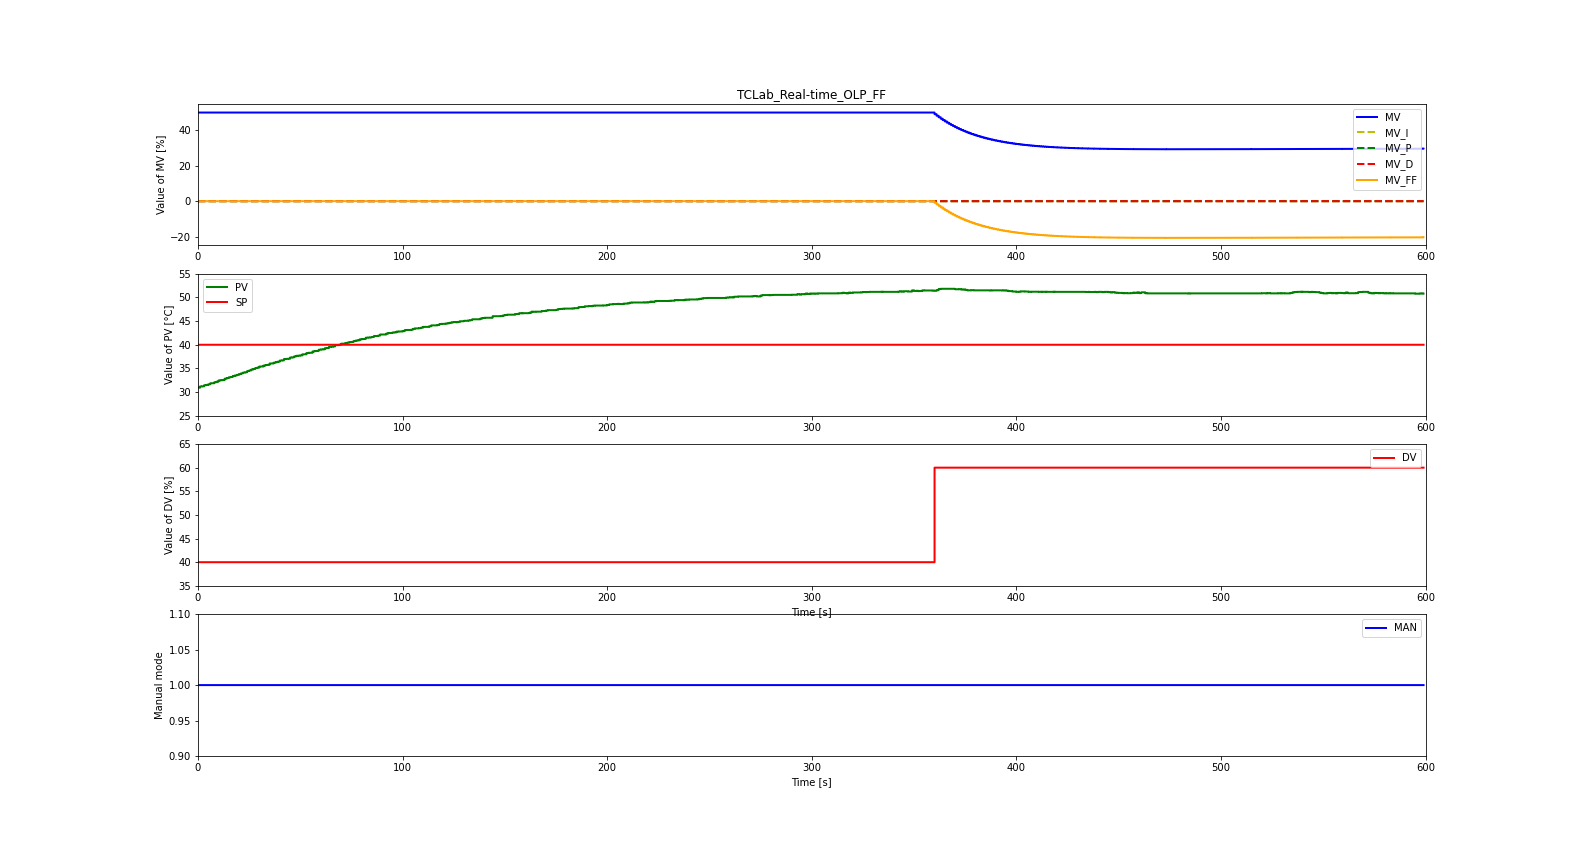 TCLab_Real-time_OLP_FF
Value of MV [%]
40
20
0
−20
MV
MV_I
MV_P
MV_D
MV_FF
0 100 200 300 400 500 600
Value of PV [°C]
55
50
45
40
35
30
25
PV
SP
0 100 200 300 400 500 600
Value of DV [%]
65
60
55
50
45
40
35
DV
0 100 200 300 400 500 600
Time [s]
Manual mode
1.10
1.05
1.00
0.95
0.90
MAN
0 100 200 300 400 500 600
Time [s]